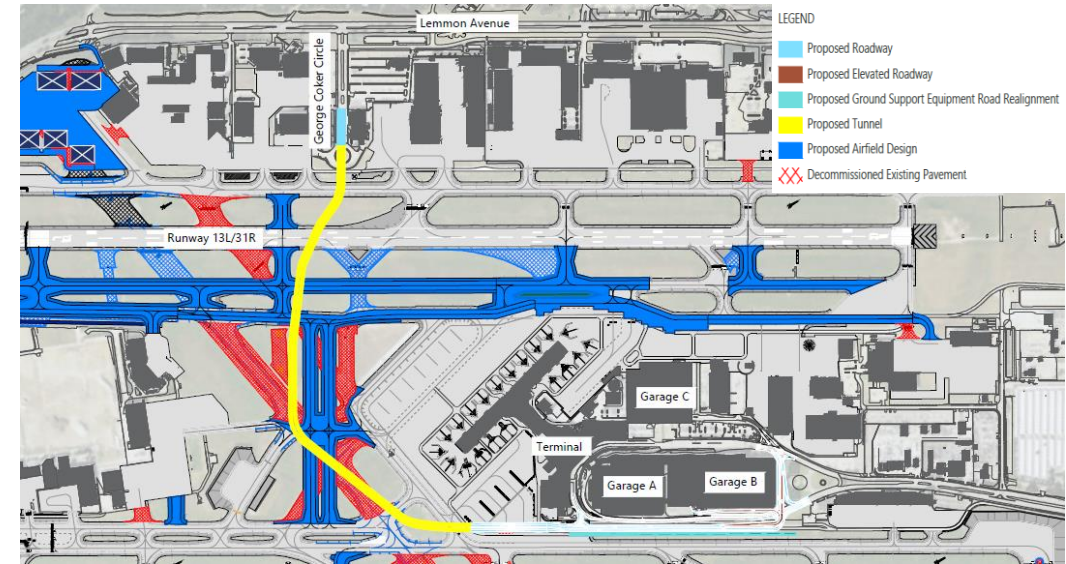 Lemmon Avenue
LEGEND
Proposed Roadway
Proposed Elevated Roadway
Proposed Ground Support Equipment Road Realignment
Proposed Tunnel
Proposed Airfield Design
Decommissioned Existing Pavement
George Coker Circle
Runway 13L/31R
Garage C
Terminal
Garage A
Garage B